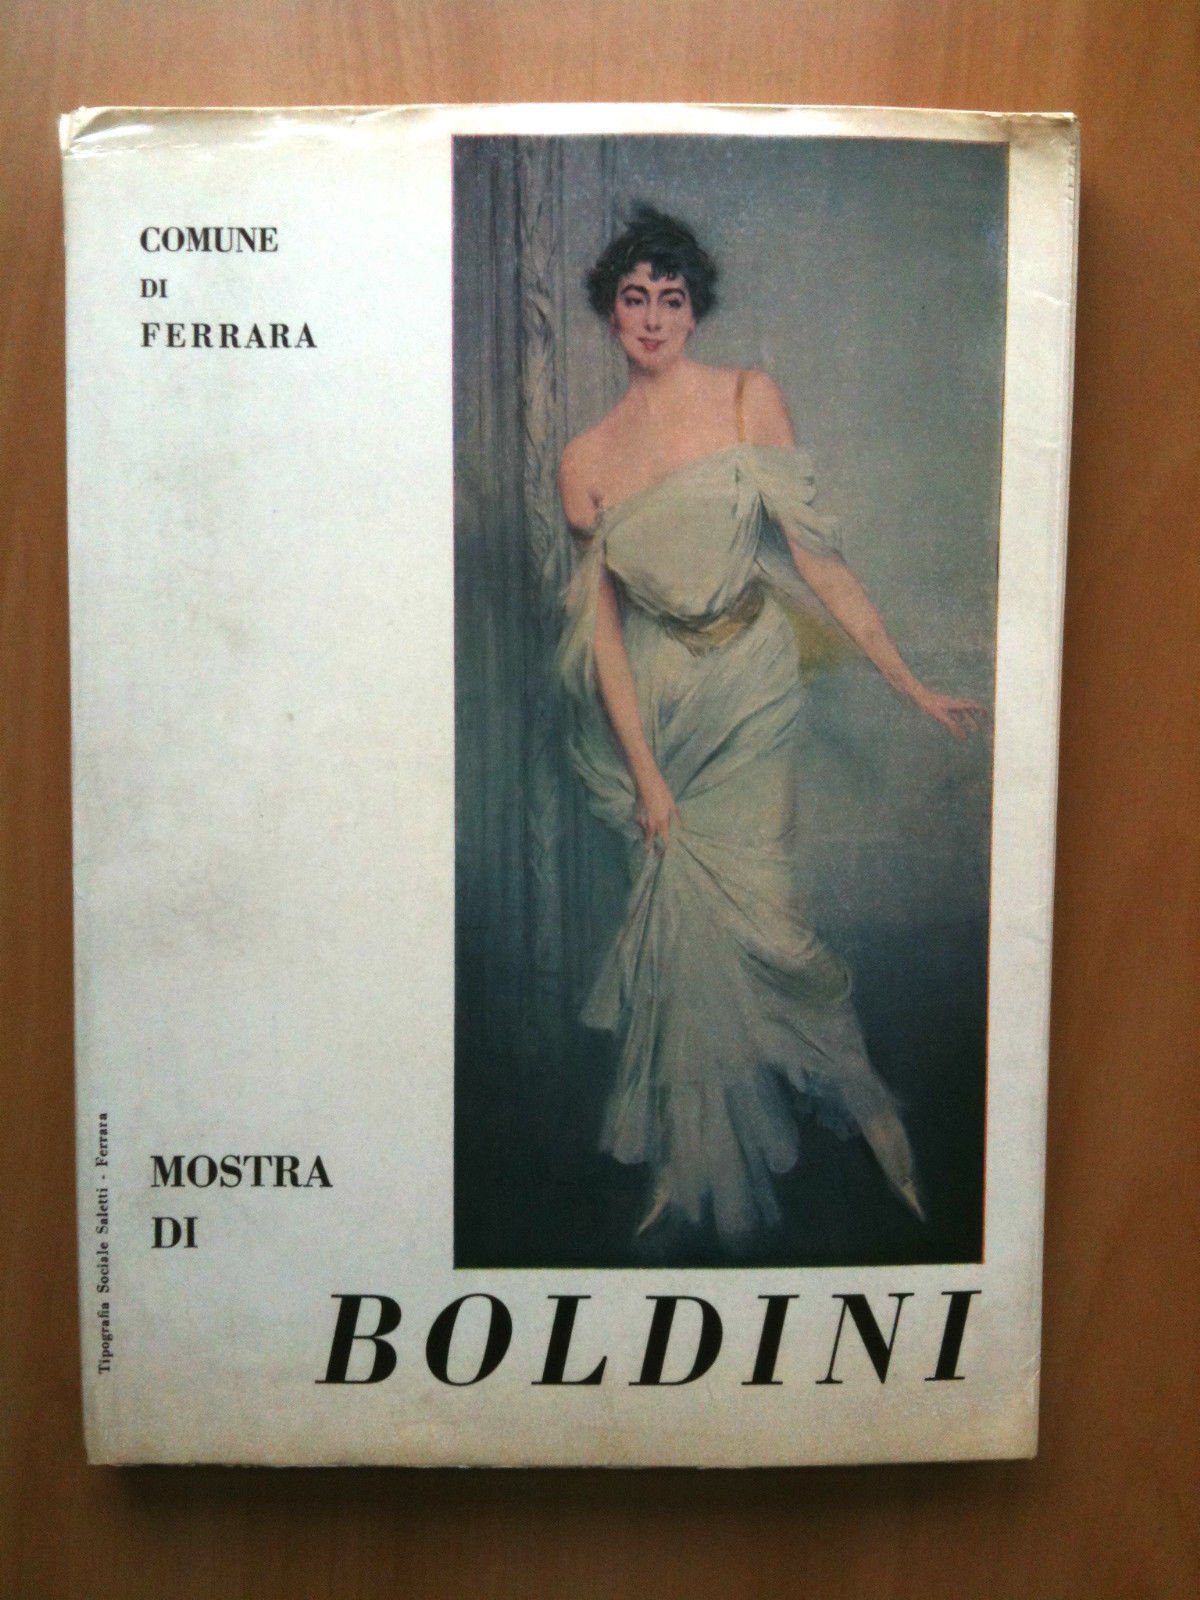 COMUNE
DI
FERRARA
MOSTRA
DI
BOLDINI
Tipografia Sociale Saletti - Ferrara